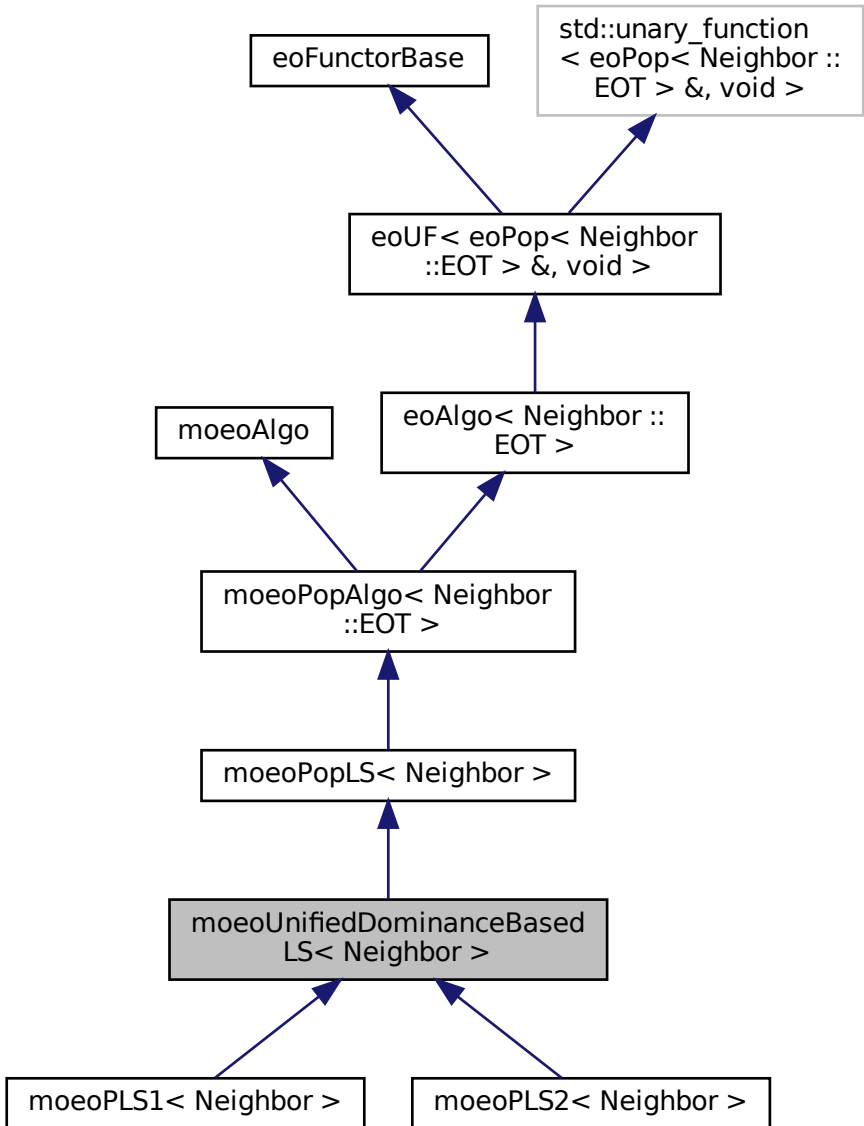 eoFunctorBase
std::unary_function
< eoPop< Neighbor ::
EOT > &, void >
eoUF< eoPop< Neighbor
::EOT > &, void >
moeoAlgo
eoAlgo< Neighbor ::
EOT >
moeoPopAlgo< Neighbor
::EOT >
moeoPopLS< Neighbor >
moeoUnifiedDominanceBased
LS< Neighbor >
moeoPLS1< Neighbor >
moeoPLS2< Neighbor >